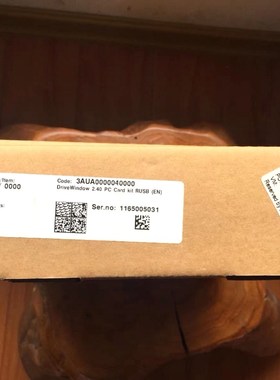 Item:
0000
Code: 3AUA0000040000
DriveWindow 2.40 PC Card kit RUSB (EN)
Ser.no: 1165005031